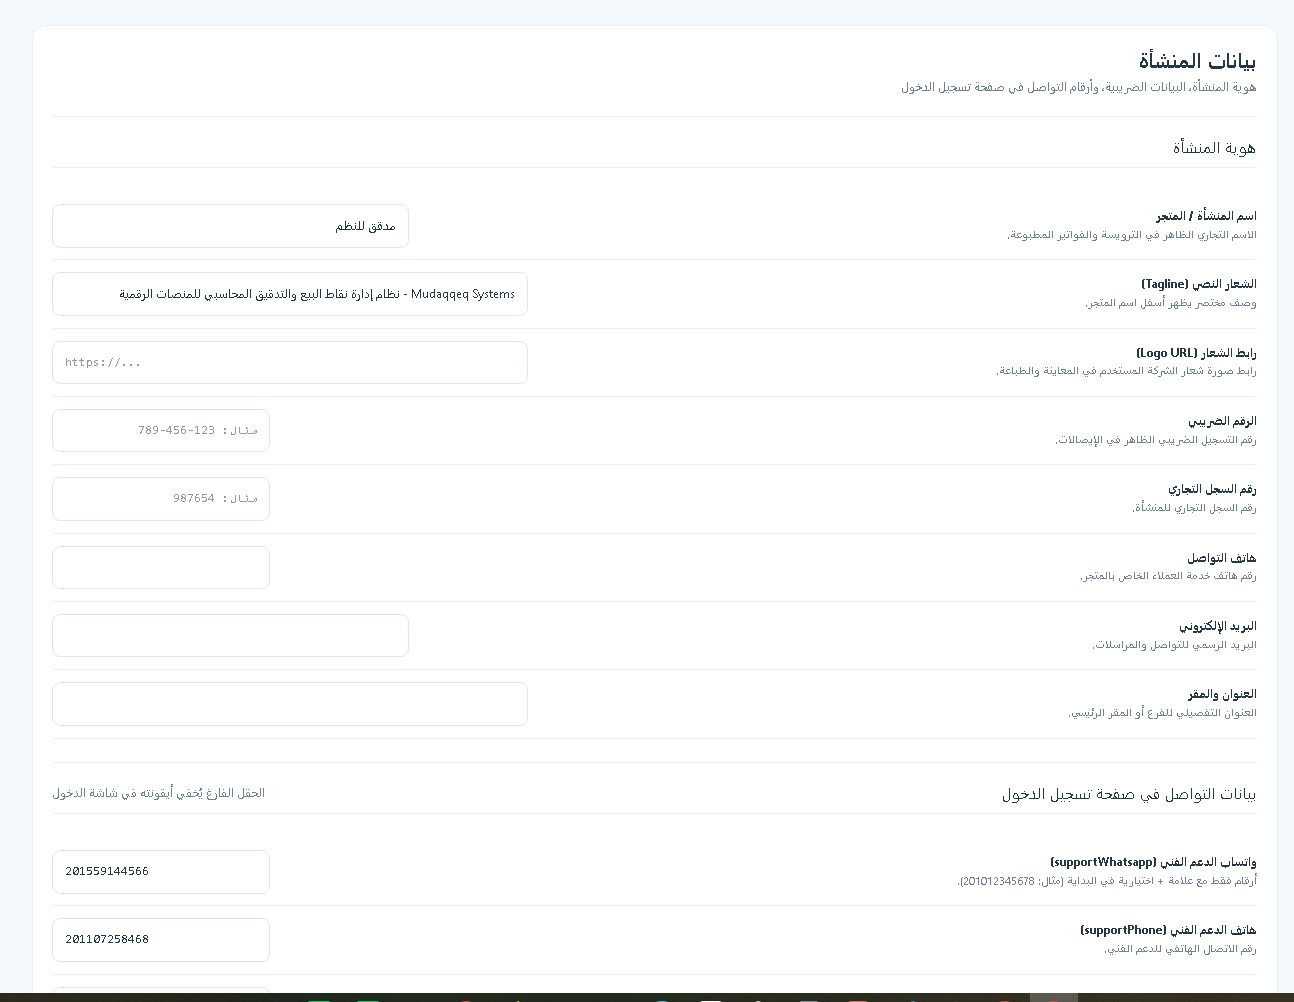 بيانات المنشأة
هوية المنشأة، البيانات الضريبية، وأرقام التواصل في صفحة تسجيل الدخول
هوية المنشأة
اسم المنشأة / المتجر
الاسم التجاري الظاهر في الترويسة والفواتير المطبوعة.
مدقق للنظم
الشعار النصي (Tagline)
وصف مختصر يظهر أسفل اسم المتجر.
Mudaqqeq Systems - نظام إدارة نقاط البيع والتدقيق المحاسبي للمنصات الرقمية
رابط الشعار (Logo URL)
رابط صورة شعار الشركة المستخدم في المعاينة والطباعة.
https://...
الرقم الضريبي
رقم التسجيل الضريبي الظاهر في الإيصالات.
مثال: 123-456-789
رقم السجل التجاري
رقم السجل التجاري للمنشأة.
مثال: 987654
هاتف التواصل
رقم هاتف خدمة العملاء الخاص بالمتجر.
البريد الإلكتروني
البريد الرسمي للتواصل والمراسلات.
العنوان والمقر
العنوان التفصيلي للفرع أو المقر الرئيسي.
بيانات التواصل في صفحة تسجيل الدخول
الحقل الفارغ يُخفي أيقونته في شاشة الدخول
واتساب الدعم الفني (supportWhatsapp)
أرقام فقط مع علامة + اختيارية في البداية (مثال: 201012345678).
201559144566
هاتف الدعم الفني (supportPhone)
رقم الاتصال الهاتفي للدعم الفني.
201107258468